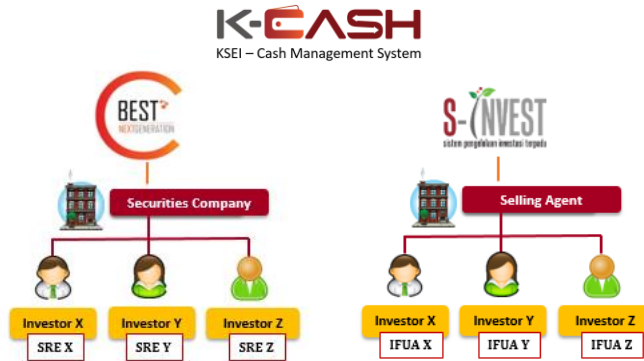 K-CASH
KSEI – Cash Management System
BEST
NEXTGENERATION
S-INVEST
sistem pengelolaan investasi terpadu
Securities Company
Selling Agent
Investor X
Investor Y
Investor Z
SRE X
SRE Y
SRE Z
Investor X
Investor Y
Investor Z
IFUA X
IFUA Y
IFUA Z